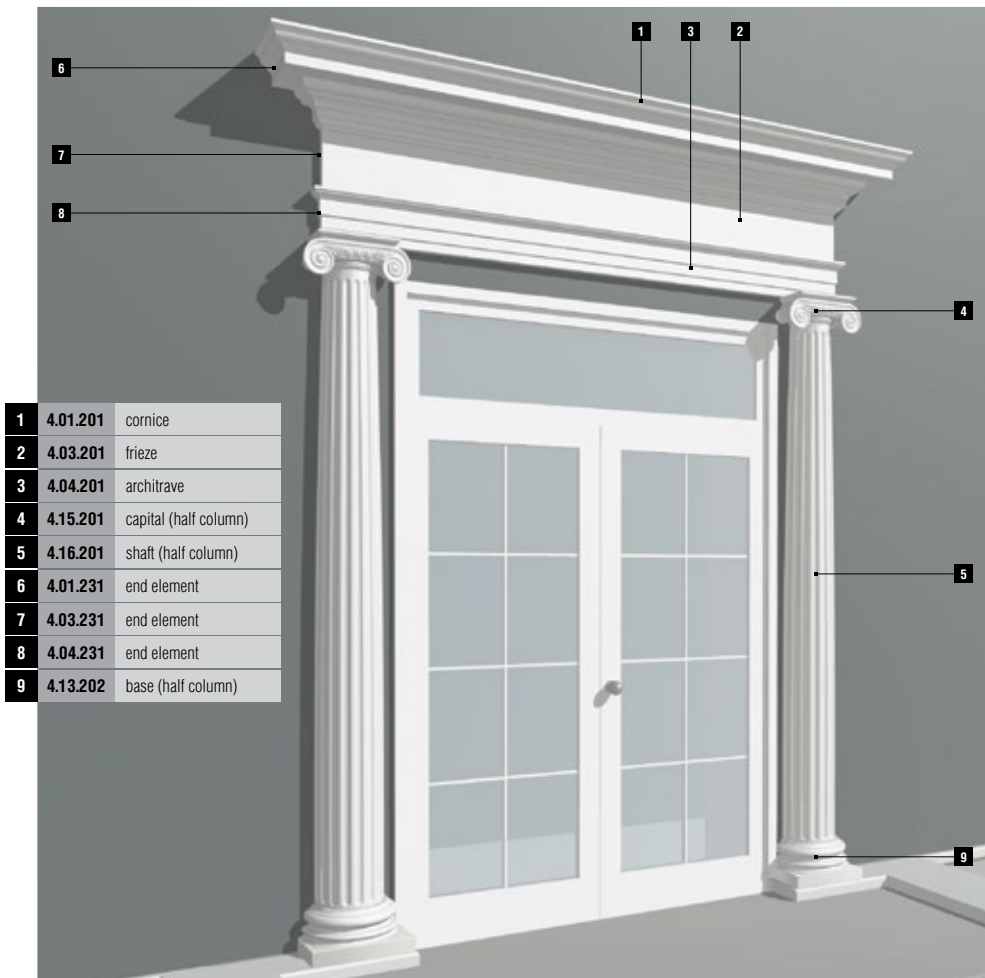 1 3 2
6
7
8
4
1 4.01.201 cornice
2 4.03.201 frieze
3 4.04.201 architrave
4 4.15.201 capital (half column)
5 4.16.201 shaft (half column)
6 4.01.231 end element
7 4.03.231 end element
8 4.04.231 end element
9 4.13.202 base (half column)
5
9